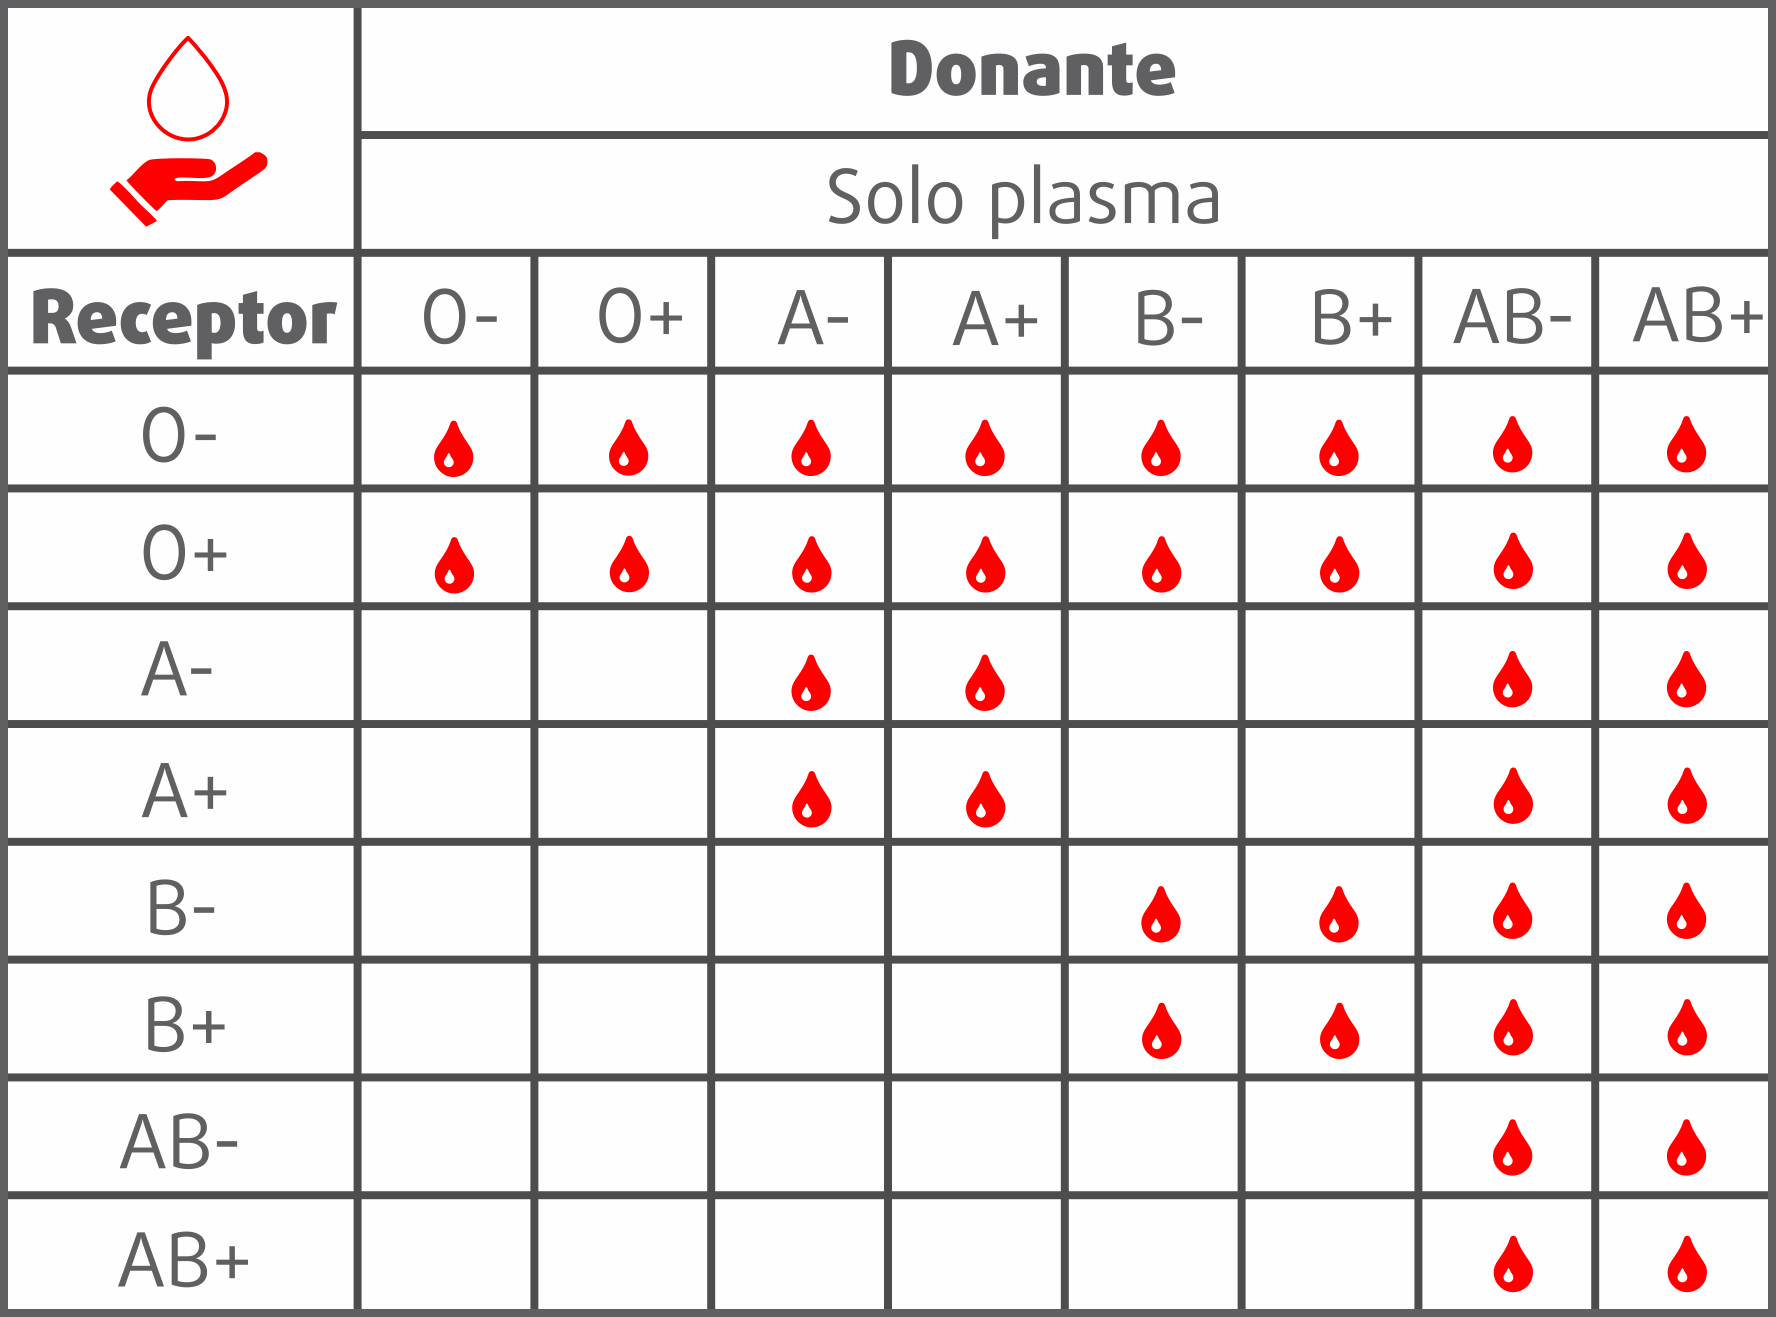 Donante
Solo plasma
Receptor O- O+ A- A+ B- B+ AB- AB+
O-
O+
A-
A+
B-
B+
AB-
AB+